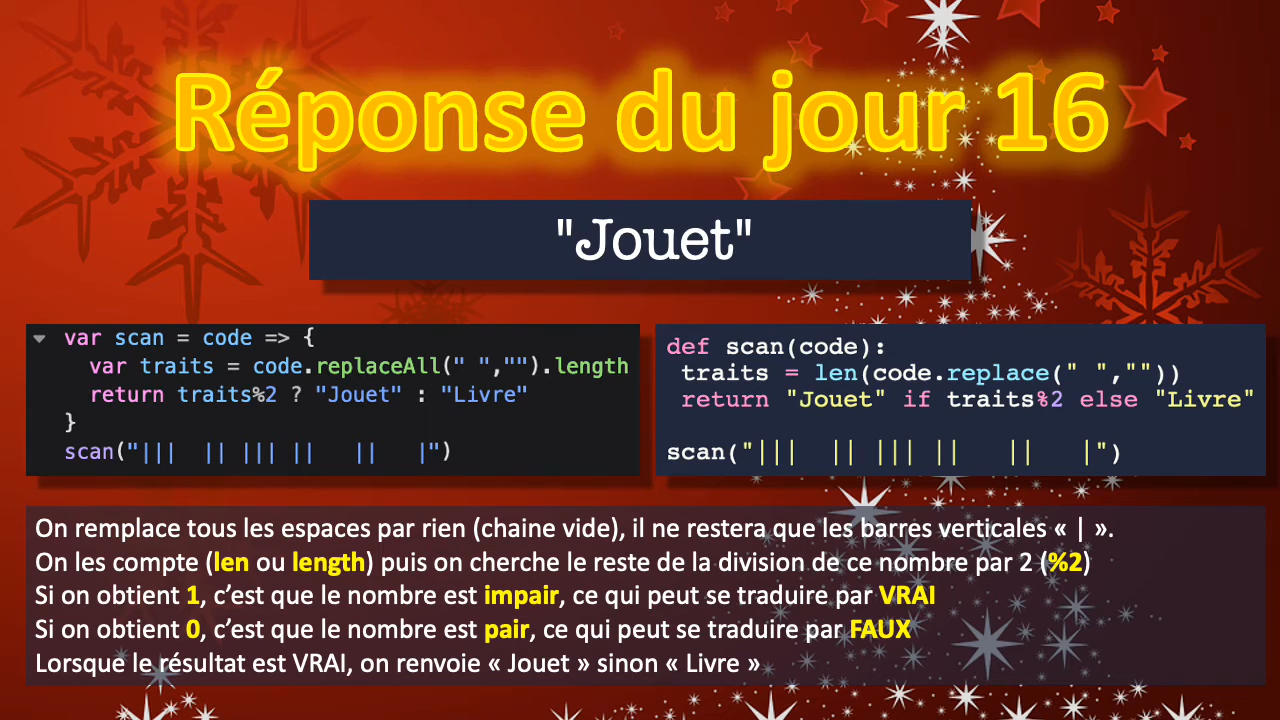 Réponse du jour 16
"Jouet"
var scan = code => {
  var traits = code.replaceAll(" ","").length
  return traits%2 ? "Jouet" : "Livre"
}
scan("|||  || ||| ||   ||   |")
def scan(code):
 traits = len(code.replace(" ",""))
 return "Jouet" if traits%2 else "Livre"
scan("|||  || ||| ||   ||   |")
On remplace tous les espaces par rien (chaine vide), il ne restera que les barres verticales « | ».
On les compte (len ou length) puis on cherche le reste de la division de ce nombre par 2 (%2)
Si on obtient 1, c’est que le nombre est impair, ce qui peut se traduire par VRAI
Si on obtient 0, c’est que le nombre est pair, ce qui peut se traduire par FAUX
Lorsque le résultat est VRAI, on renvoie « Jouet » sinon « Livre »